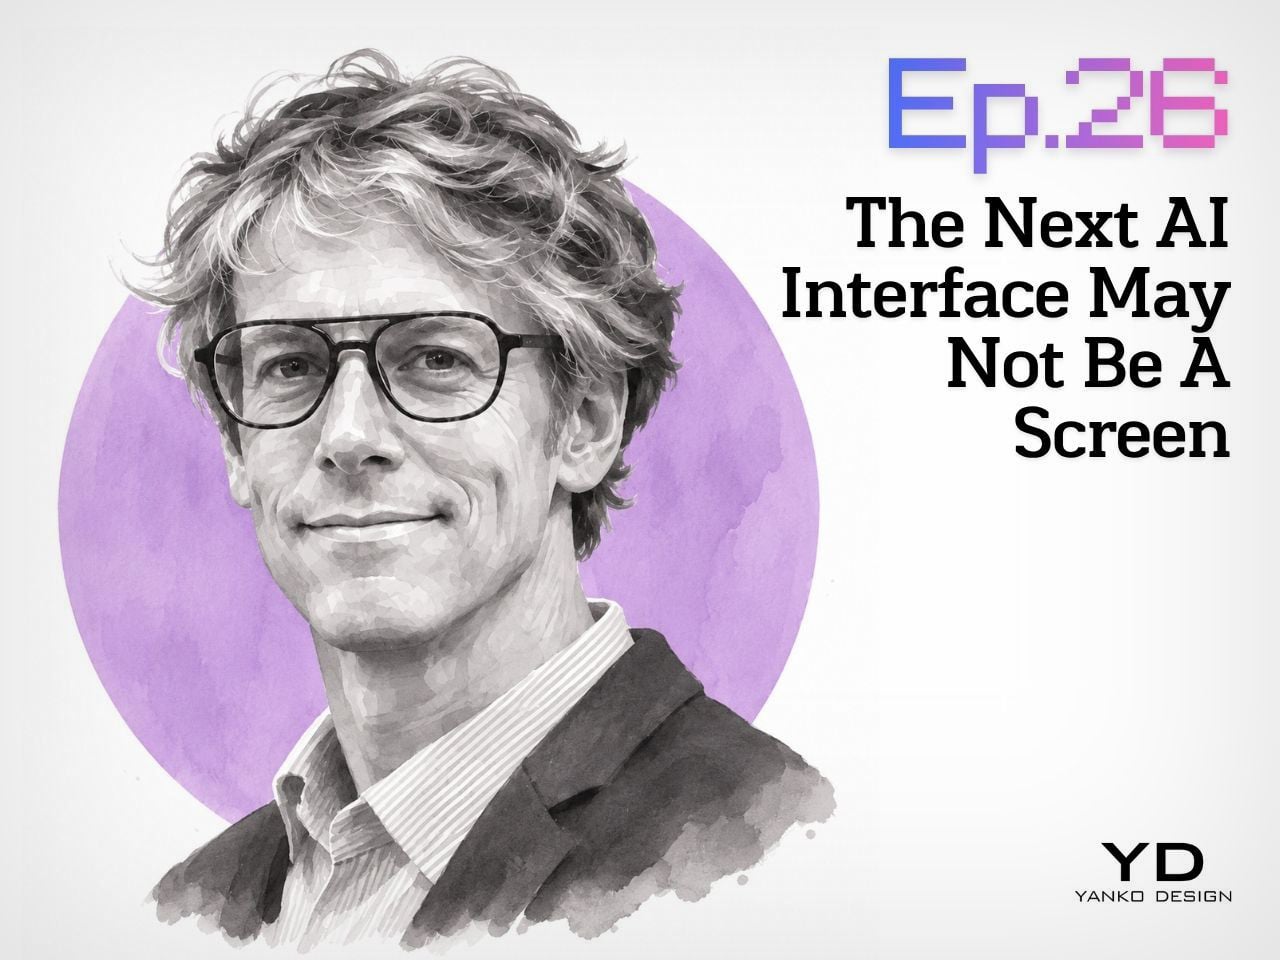 Ep.26
The Next AI
Interface May
Not Be A
Screen
YD
YANKO DESIGN